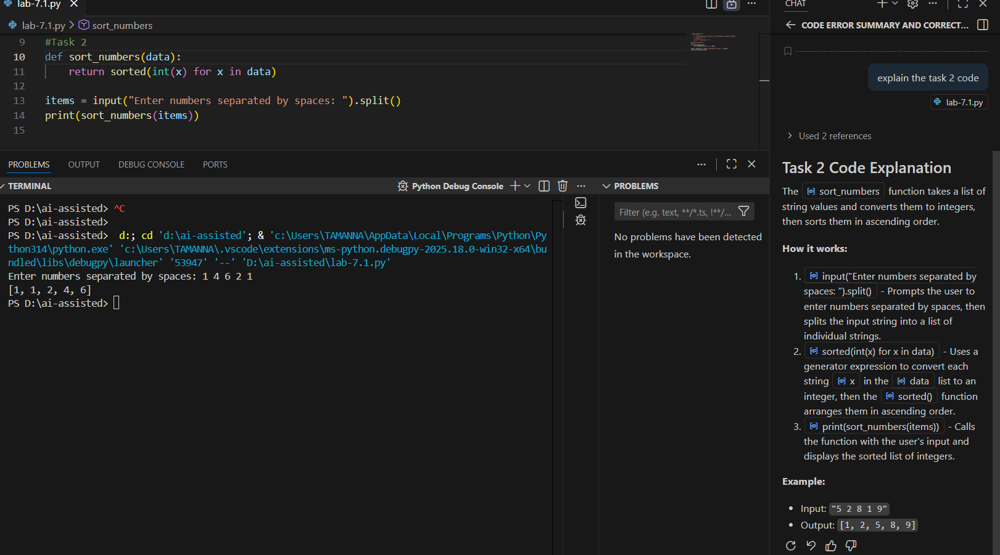 lab-7.1.py
lab-7.1.py > sort_numbers
9 #Task 2
10 def sort_numbers(data):
11 return sorted(int(x) for x in data)
12
13 items = input("Enter numbers separated by spaces: ").split()
14 print(sort_numbers(items))
15
PROBLEMS OUTPUT DEBUG CONSOLE PORTS
TERMINAL
Python Debug Console
PS D:\ai-assisted> ^C
PS D:\ai-assisted>
PS D:\ai-assisted> d:; cd 'd:\ai-assisted'; & 'c:\Users\TAMANNA\AppData\Local\Programs\Python\Py
thon314\python.exe' 'c:\Users\TAMANNA\.vscode\extensions\ms-python.debugpy-2025.18.0-win32-x64\bu
ndled\libs\debugpy\launcher' '53947' '--' 'D:\ai-assisted\lab-7.1.py'
Enter numbers separated by spaces: 1 4 6 2 1
[1, 1, 2, 4, 6]
PS D:\ai-assisted>
PROBLEMS
Filter (e.g. text, **/*.ts, !**/...
No problems have been detected
in the workspace.
CHAT
CODE ERROR SUMMARY AND CORRECT...
explain the task 2 code
lab-7.1.py
Used 2 references
Task 2 Code Explanation
The sort_numbers function takes a list of
string values and converts them to integers,
then sorts them in ascending order.
How it works:
1. input("Enter numbers separated by
spaces: ").split() - Prompts the user to
enter numbers separated by spaces, then
splits the input string into a list of
individual strings.
2. sorted(int(x) for x in data) - Uses a
generator expression to convert each
string x in the data list to an
integer, then the sorted() function
arranges them in ascending order.
3. print(sort_numbers(items)) - Calls
the function with the user's input and
displays the sorted list of integers.
Example:
• Input: "5 2 8 1 9"
• Output: [1, 2, 5, 8, 9]